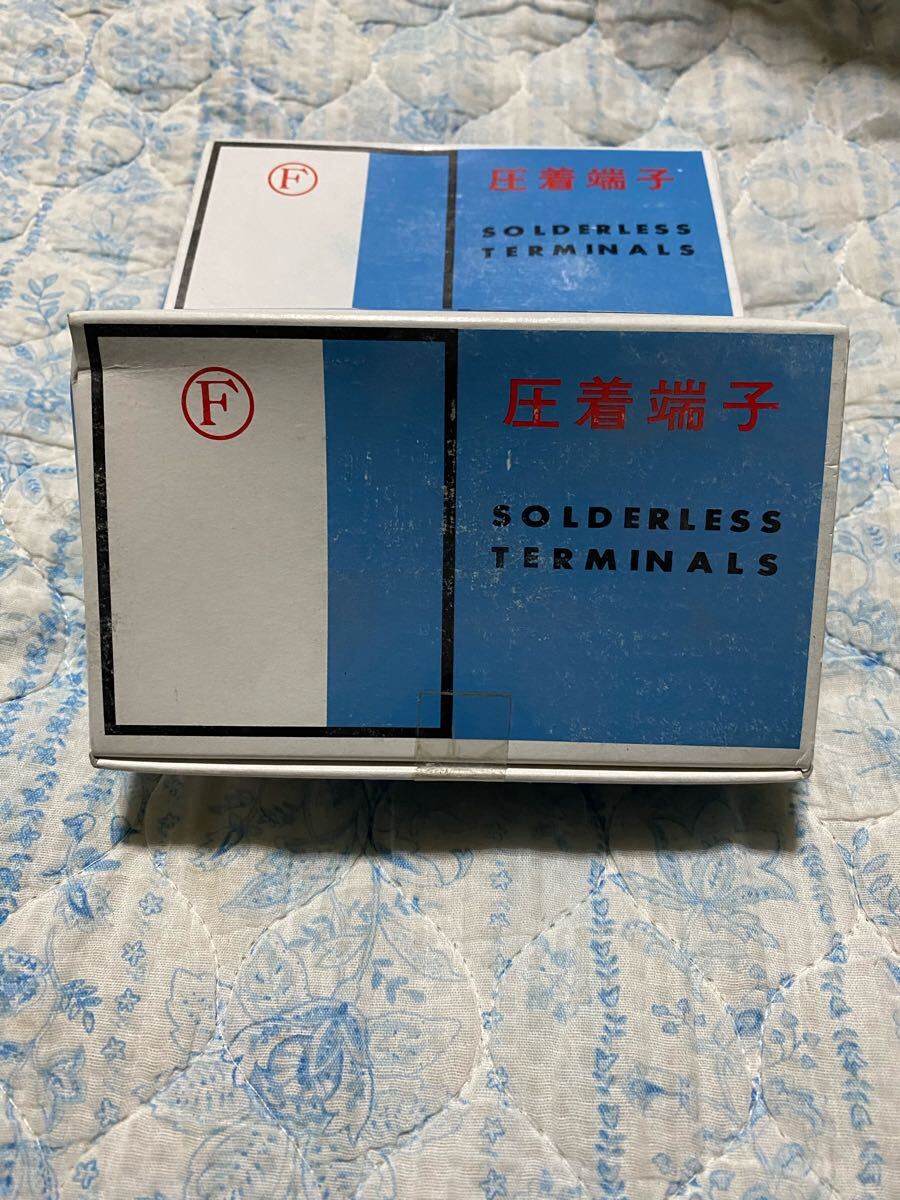 F
圧着端子
SOLDERLESS
TERMINALS
F
圧着端子
SOLDERLESS
TERMINALS